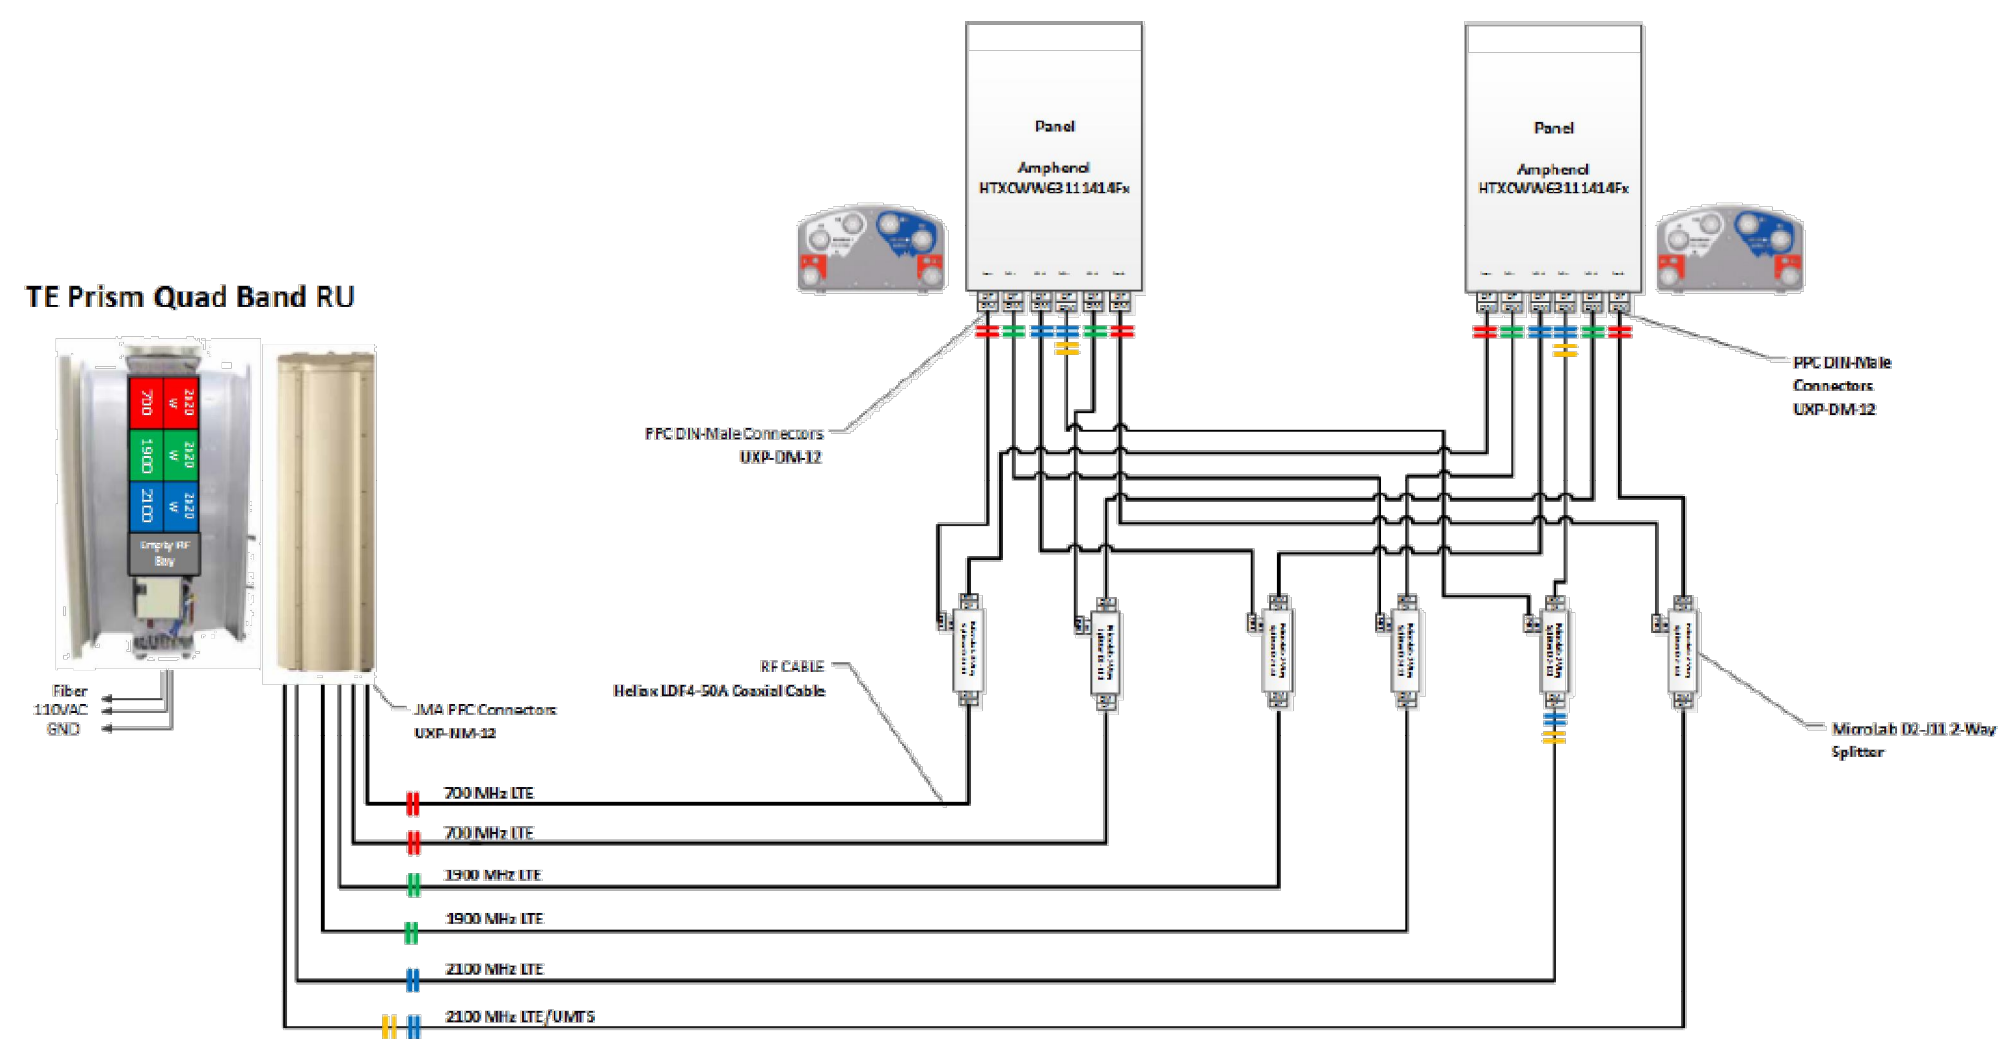 Panel
Amphenol
HTXCWW63111414Fx
Panel
Amphenol
HTXCWW63111414Fx
TE Prism Quad Band RU
700
2x20
W
1900
2x20
W
2100
2x20
W
Empty RF
Bay
Fiber
110VAC
GND
JMA PPC Connectors
UXP-NM-12
PPC DIN-Male Connectors
UXP-DM-12
PPC DIN-Male
Connectors
UXP-DM-12
RF CABLE
Heliax LDF4-50A Coaxial Cable
MicroLab D2-J11 2-Way
Splitter
700 MHz LTE
700 MHz LTE
1900 MHz LTE
1900 MHz LTE
2100 MHz LTE
2100 MHz LTE/UMTS